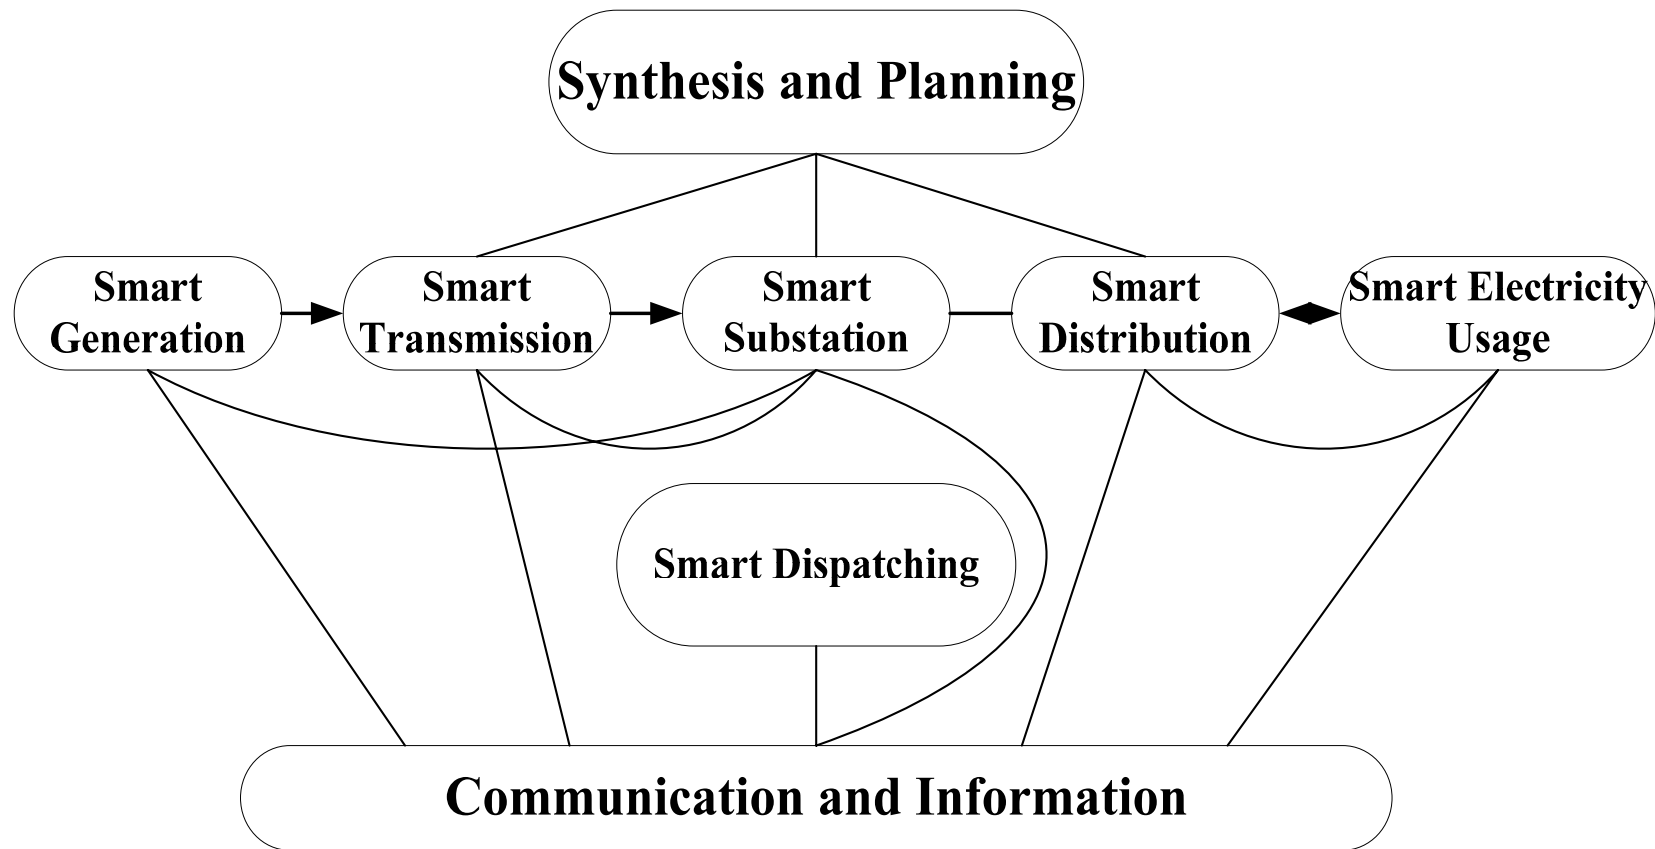 Synthesis and Planning
Smart
Generation
Smart
Transmission
Smart
Substation
Smart
Distribution
Smart Electricity
Usage
Smart Dispatching
Communication and Information